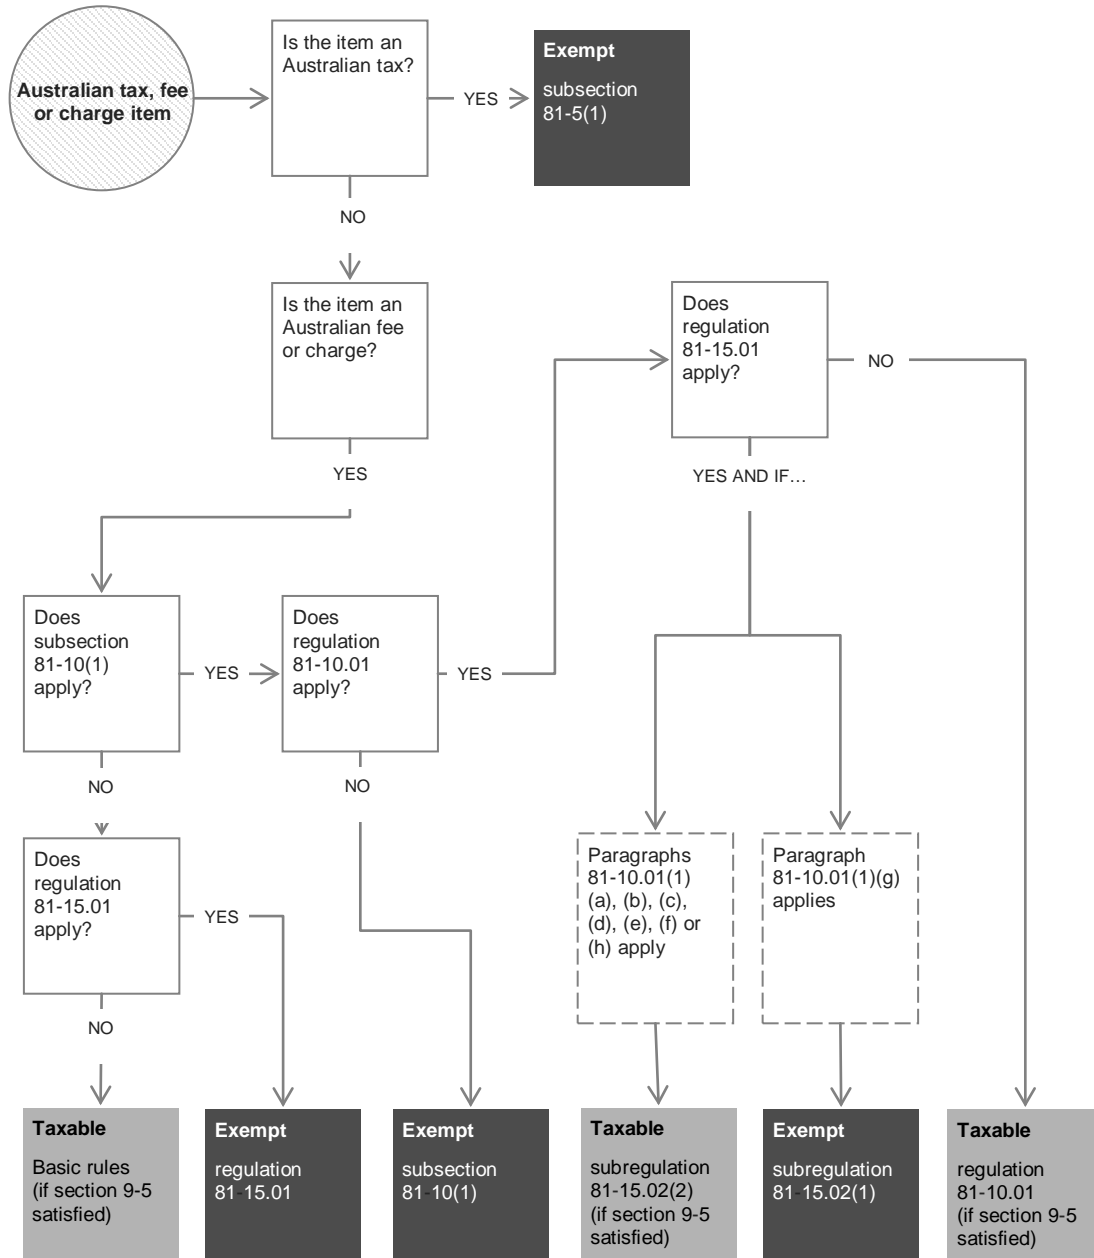 Australian tax, fee
or charge item
Is the item an
Australian tax?
YES
Exempt
subsection
81-5(1)
NO
Is the item an
Australian fee
or charge?
YES
Does
regulation
81-15.01
apply?
NO
YES AND IF…
Does
subsection
81-10(1)
apply?
YES
Does
regulation
81-10.01
apply?
YES
NO
NO
Does
regulation
81-15.01
apply?
YES
NO
Paragraphs
81-10.01(1)
(a), (b), (c),
(d), (e), (f) or
(h) apply
Paragraph
81-10.01(1)(g)
applies
Taxable
Basic rules
(if section 9-5
satisfied)
Exempt
regulation
81-15.01
Exempt
subsection
81-10(1)
Taxable
subregulation
81-15.02(2)
(if section 9-5
satisfied)
Exempt
subregulation
81-15.02(1)
Taxable
regulation
81-10.01
(if section 9-5
satisfied)